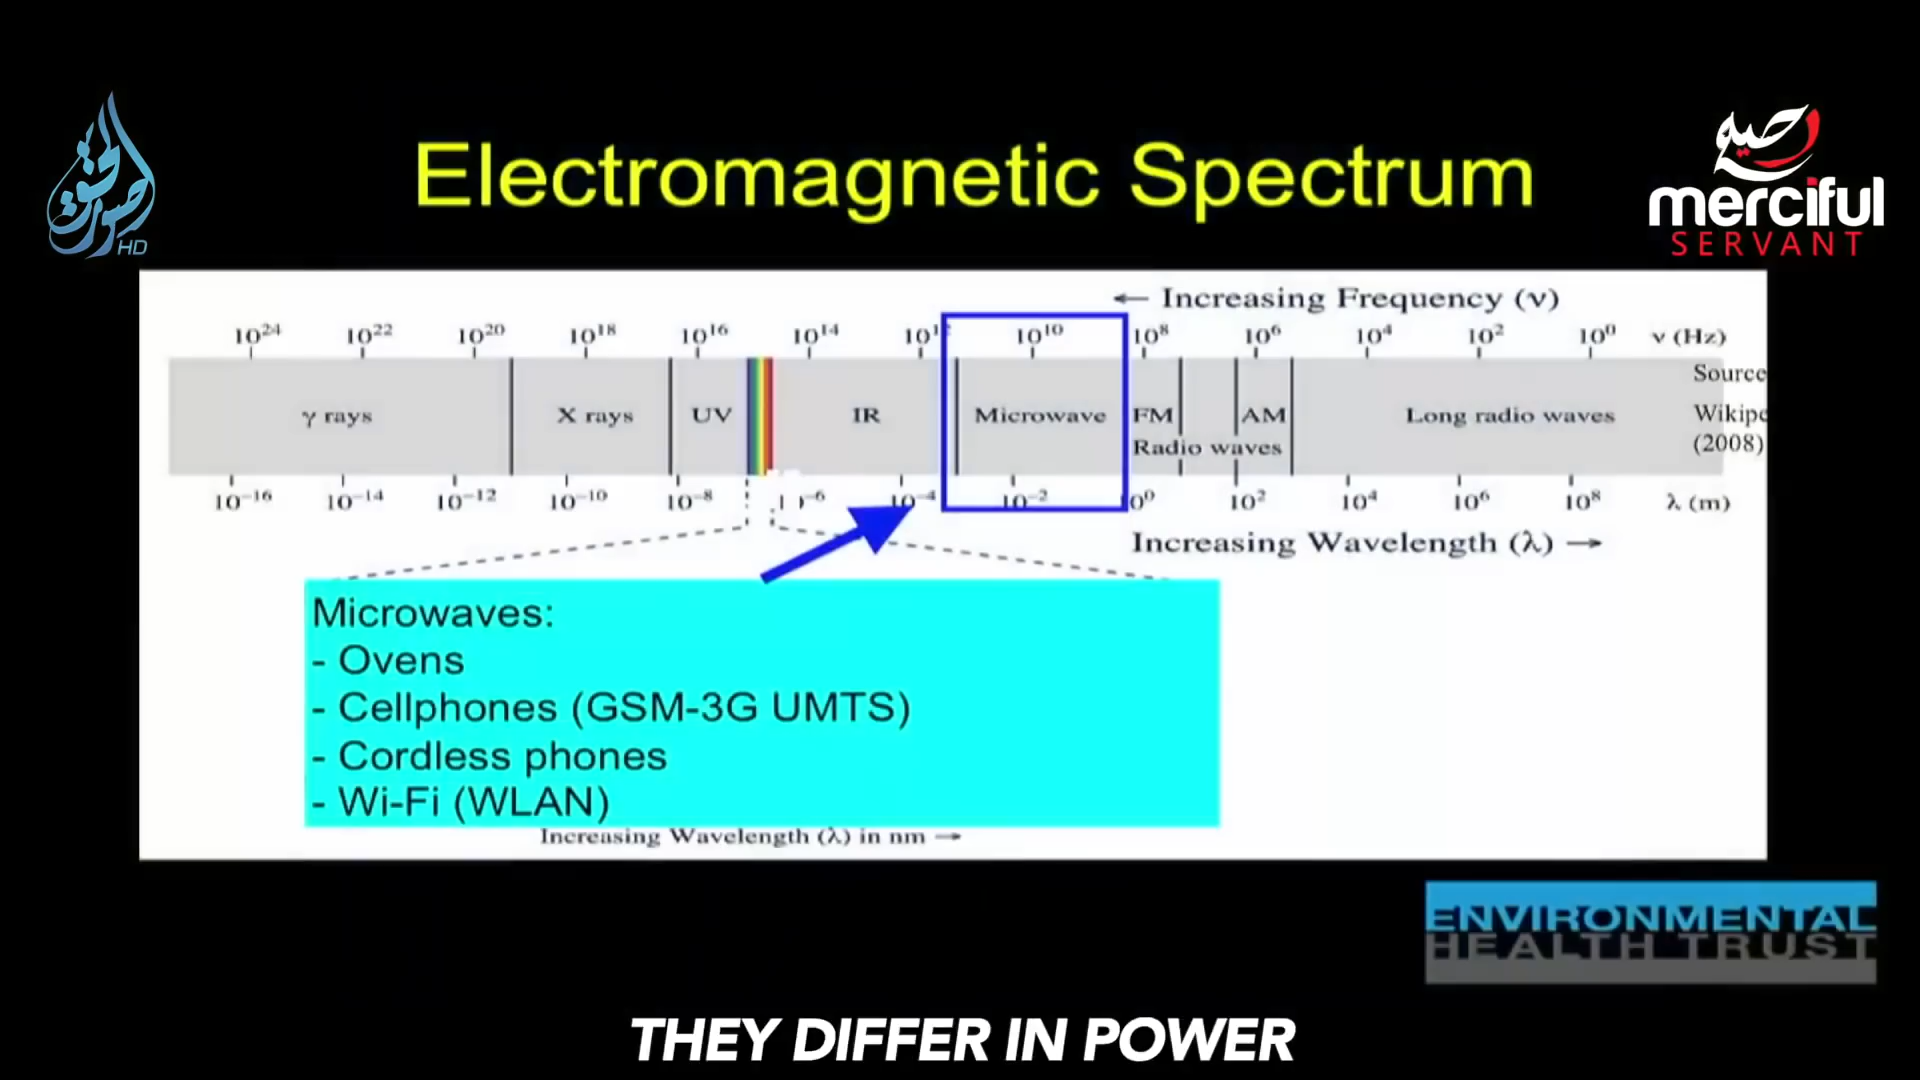 Electromagnetic Spectrum
HD
merciful
SERVANT
← Increasing Frequency (ν)
10²⁴ 10²² 10²⁰ 10¹⁸ 10¹⁶ 10¹⁴ 10¹⁰ 10⁸ 10⁶ 10⁴ 10² 10⁰ ν (Hz)
Source
γ rays X rays UV IR Microwave FM AM Long radio waves
Radio waves
(2008)
10⁻¹⁶ 10⁻¹⁴ 10⁻¹² 10⁻¹⁰ 10⁻⁸ 10⁻⁴ 10⁻² 10⁰ 10² 10⁴ 10⁶ 10⁸ λ (m)
Increasing Wavelength (λ) →
Microwaves:
- Ovens
- Cellphones (GSM-3G UMTS)
- Cordless phones
- Wi-Fi (WLAN)
Increasing Wavelength (λ) in nm →
ENVIRONMENTAL
HEALTH TRUST
THEY DIFFER IN POWER